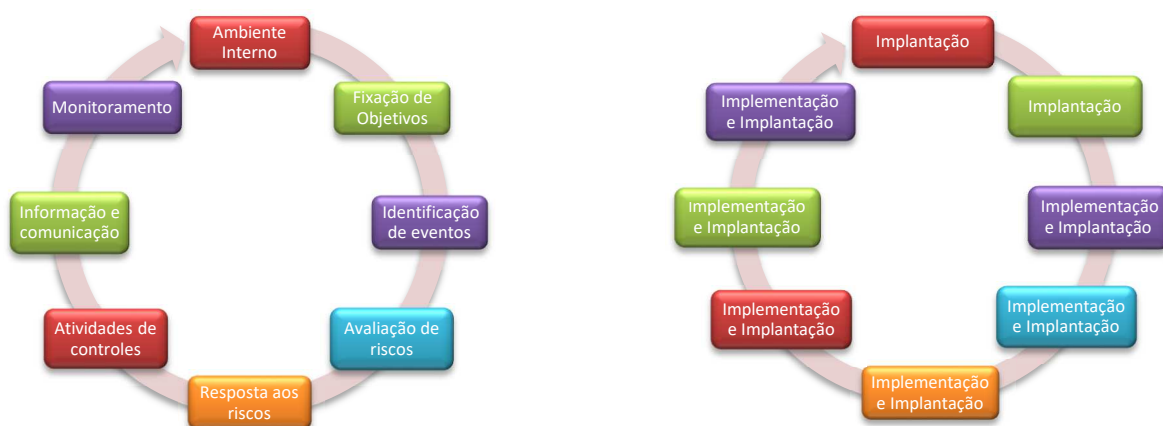 Ambiente
Interno
Fixação de
Objetivos
Identificação
de eventos
Avaliação de
riscos
Resposta aos
riscos
Atividades de
controles
Informação e
comunicação
Monitoramento
Implantação
Implantação
Implementação
e Implantação
Implementação
e Implantação
Implementação
e Implantação
Implementação
e Implantação
Implementação
e Implantação
Implementação
e Implantação